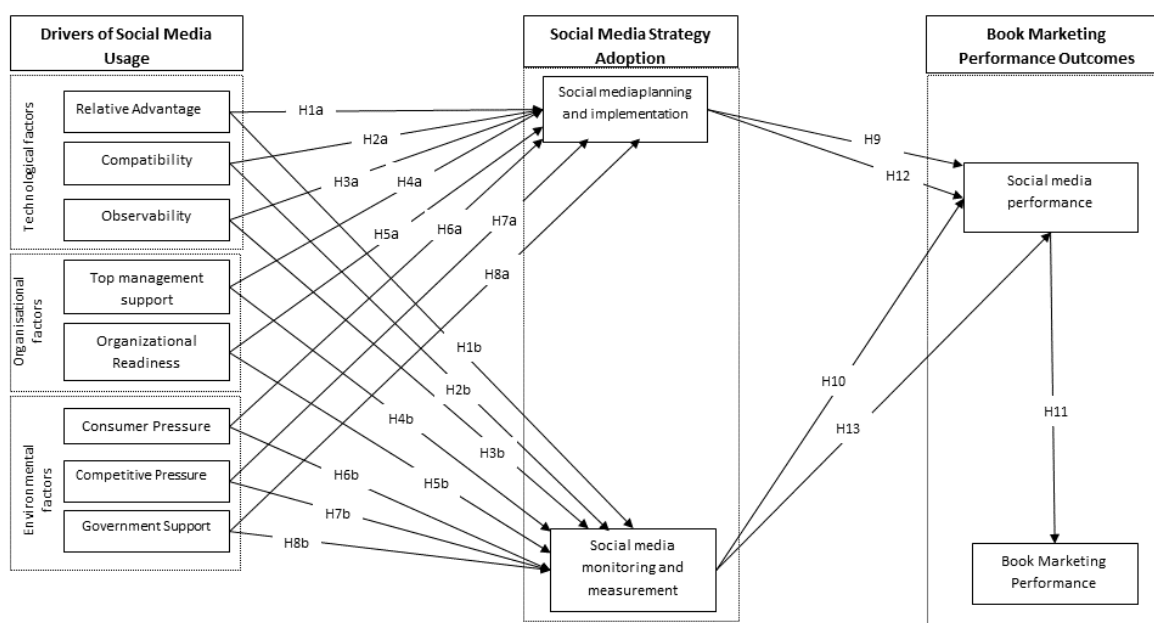 Drivers of Social Media
Usage
Social Media Strategy
Adoption
Book Marketing
Performance Outcomes
Technological factors
Relative Advantage
Compatibility
Observability
Organisational
factors
Top management
support
Organizational
Readiness
Environmental
factors
Consumer Pressure
Competitive Pressure
Government Support
H1a
H2a
H3a
H4a
H5a
H6a
H7a
H8a
H1b
H2b
H4b
H3b
H6b
H5b
H7b
H8b
Social mediaplanning
and implementation
Social media
monitoring and
measurement
H9
H12
H10
H13
Social media
performance
H11
Book Marketing
Performance